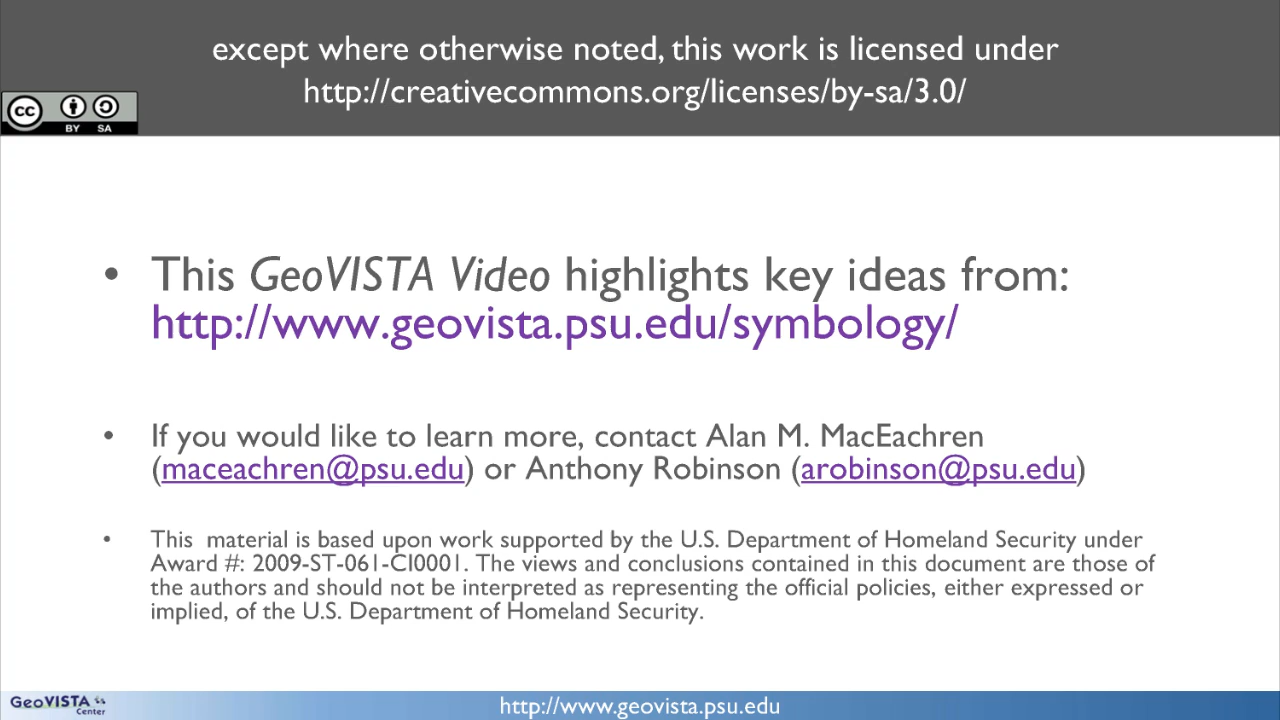 except where otherwise noted, this work is licensed under
http://creativecommons.org/licenses/by-sa/3.0/
cc
BY SA
• This GeoVISTA Video highlights key ideas from:
http://www.geovista.psu.edu/symbology/
• If you would like to learn more, contact Alan M. MacEachren
(maceachren@psu.edu) or Anthony Robinson (arobinson@psu.edu)
• This material is based upon work supported by the U.S. Department of Homeland Security under
Award #: 2009-ST-061-CI0001. The views and conclusions contained in this document are those of
the authors and should not be interpreted as representing the official policies, either expressed or
implied, of the U.S. Department of Homeland Security.
GeoVISTA
Center
http://www.geovista.psu.edu